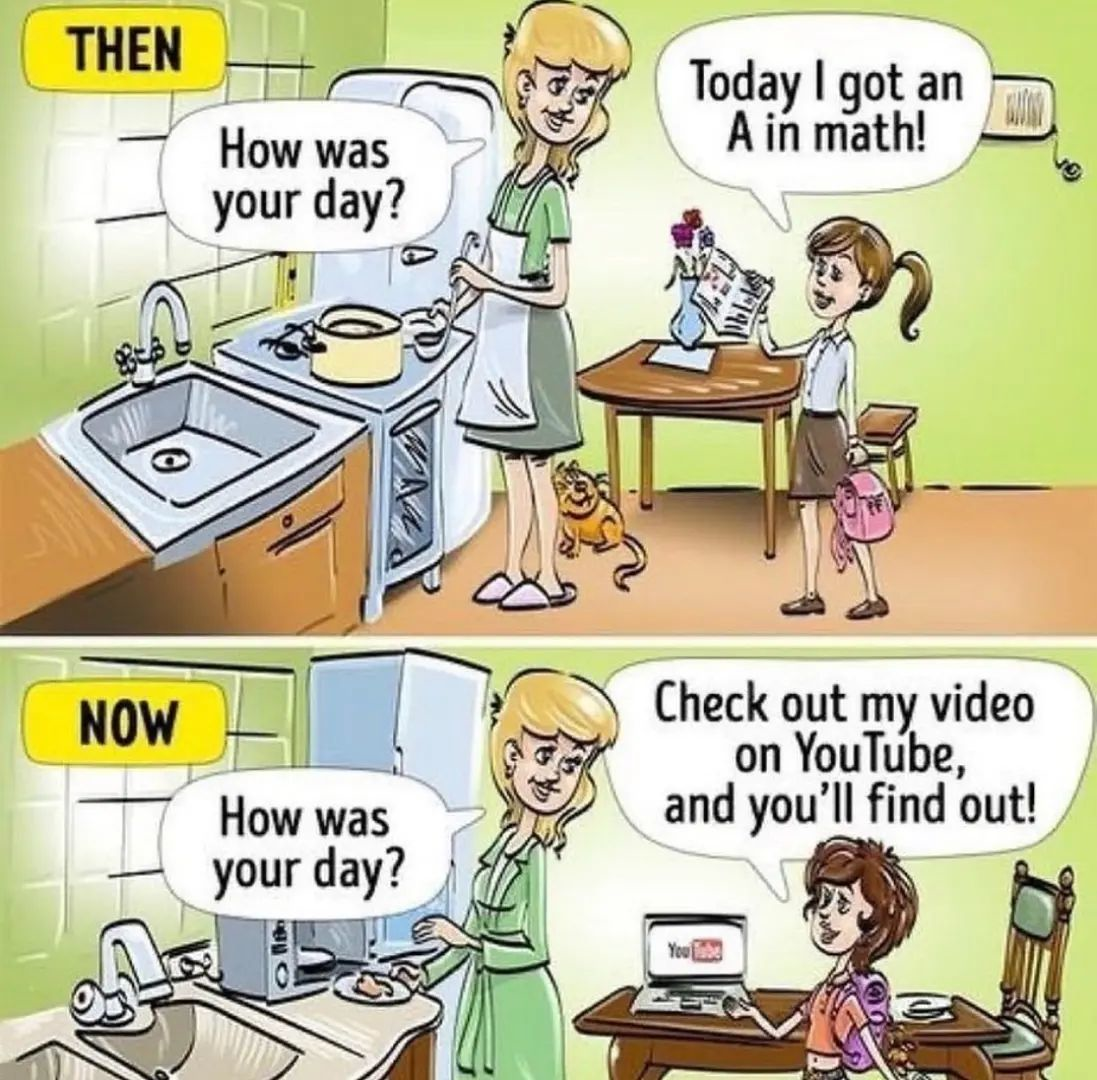 THEN
How was
your day?
Today I got an
A in math!
NOW
How was
your day?
Check out my video
on YouTube,
and you'll find out!
YouTube